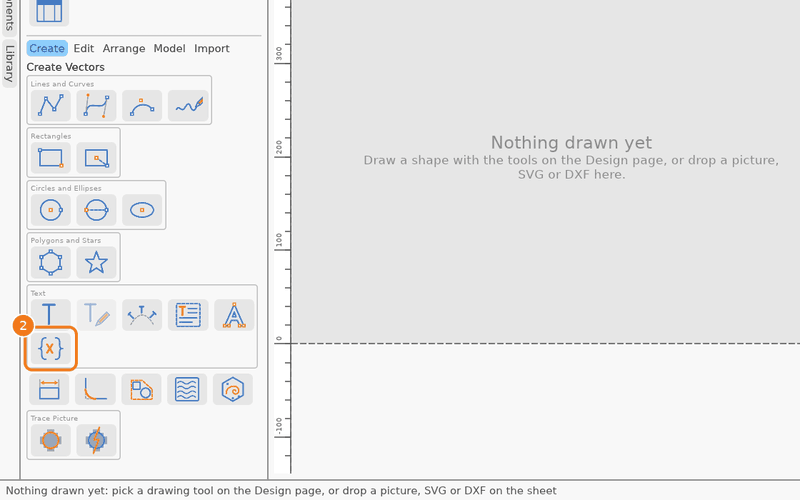 nents
Library
Create Edit Arrange Model Import
Create Vectors
Lines and Curves
Rectangles
Circles and Ellipses
Polygons and Stars
Text
2
{X}
Trace Picture
300
200
100
0
-100
Nothing drawn yet
Draw a shape with the tools on the Design page, or drop a picture,
SVG or DXF here.
Nothing drawn yet: pick a drawing tool on the Design page, or drop a picture, SVG or DXF on the sheet